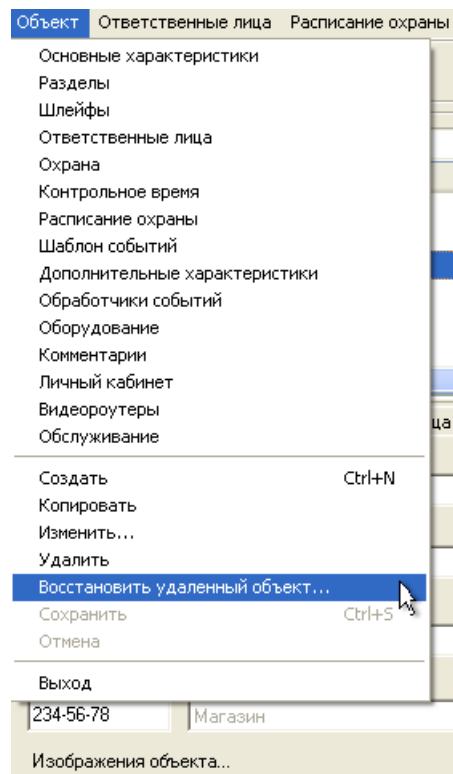 Объект Ответственные лица Расписание охраны
Основные характеристики
Разделы
Шлейфы
Ответственные лица
Охрана
Контрольное время
Расписание охраны
Шаблон событий
Дополнительные характеристики
Обработчики событий
Оборудование
Комментарии
Личный кабинет
Видеороутеры
ца
Обслуживание
Создать Ctrl+N
Копировать
Изменить...
Удалить
Восстановить удаленный объект...
Сохранить Ctrl+S
Отмена
Выход
234-56-78 Магазин
Изображения объекта...